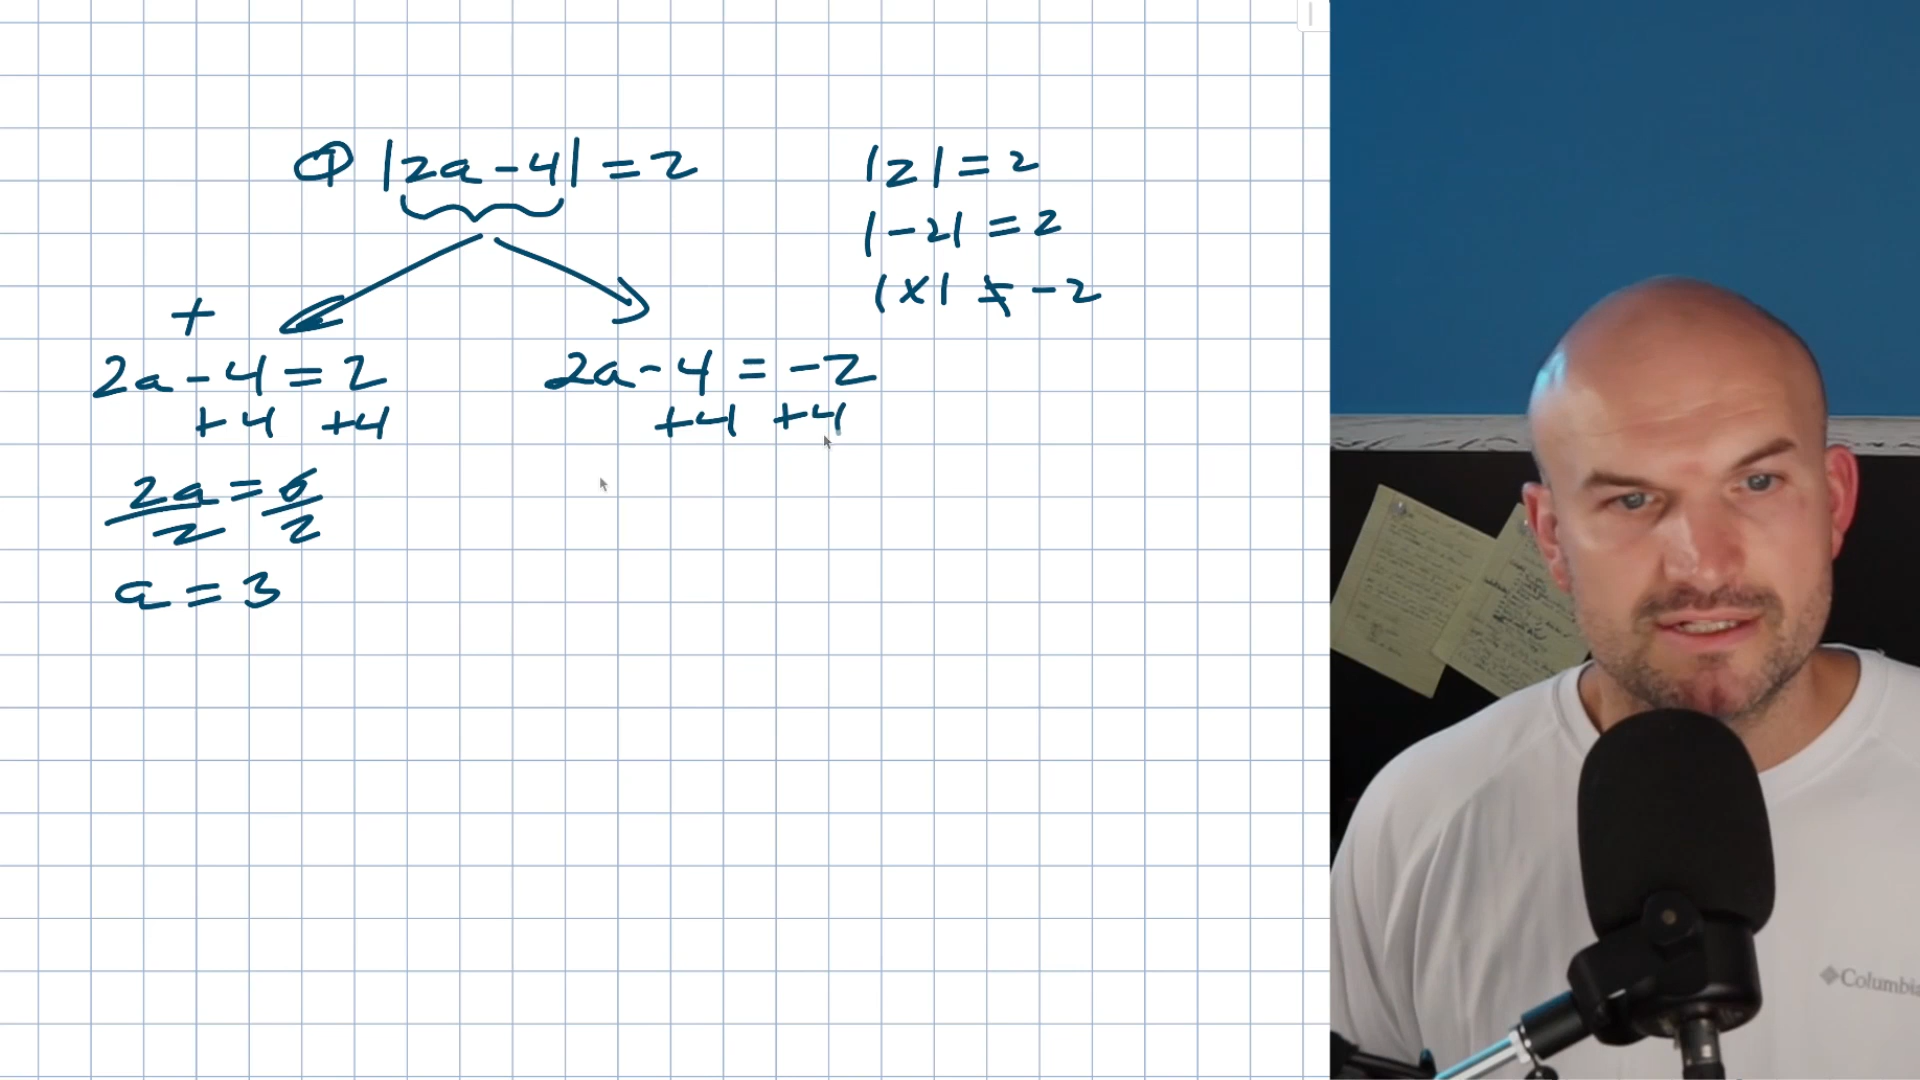 ① |2a-4| = 2
|2| = 2
|-2| = 2
|x| ≠ -2
+
2a-4 = 2
+4 +4
2a = 6
2 2
a = 3
2a-4 = -2
+4 +4
Columbia